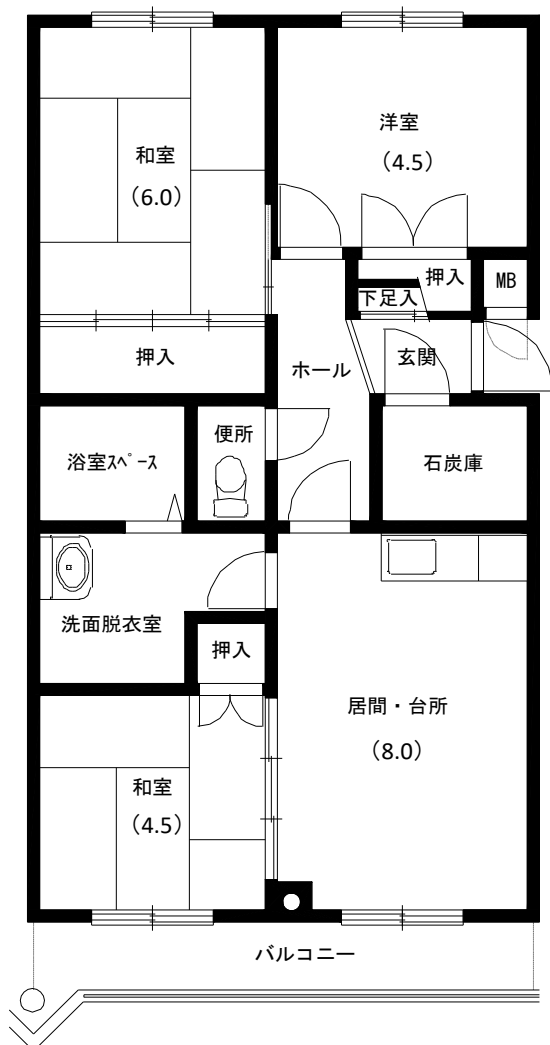 洋室
(4.5)
和室
(6.0)
押入
MB
下足入
押入
ホール
玄関
便所
浴室ｽﾍﾟｰｽ
石炭庫
洗面脱衣室
押入
居間・台所
(8.0)
和室
(4.5)
バルコニー